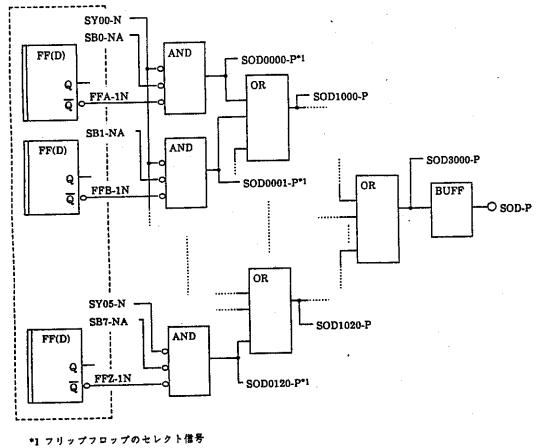 SY00-N
SB0-NA
FF(D)
Q
Q
FFA-1N
AND
SOD0000-P*1
OR
SOD1000-P
SB1-NA
FF(D)
Q
Q
FFB-1N
AND
SOD0001-P*1
OR
SOD3000-P
BUFF
SOD-P
OR
SOD1020-P
SY05-N
SB7-NA
FF(D)
Q
Q
FFZ-1N
AND
SOD0120-P*1
*1 フリップフロップのセレクト信号